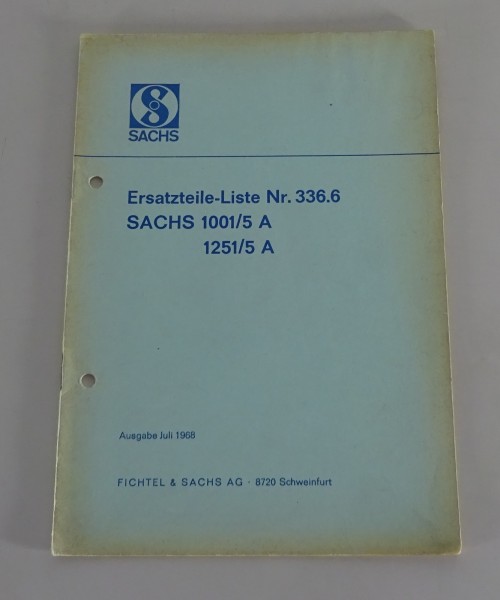 SACHS
Ersatzteile-Liste Nr. 336.6
SACHS 1001/5 A
1251/5 A
Ausgabe Juli 1968
FICHTEL & SACHS AG · 8720 Schweinfurt